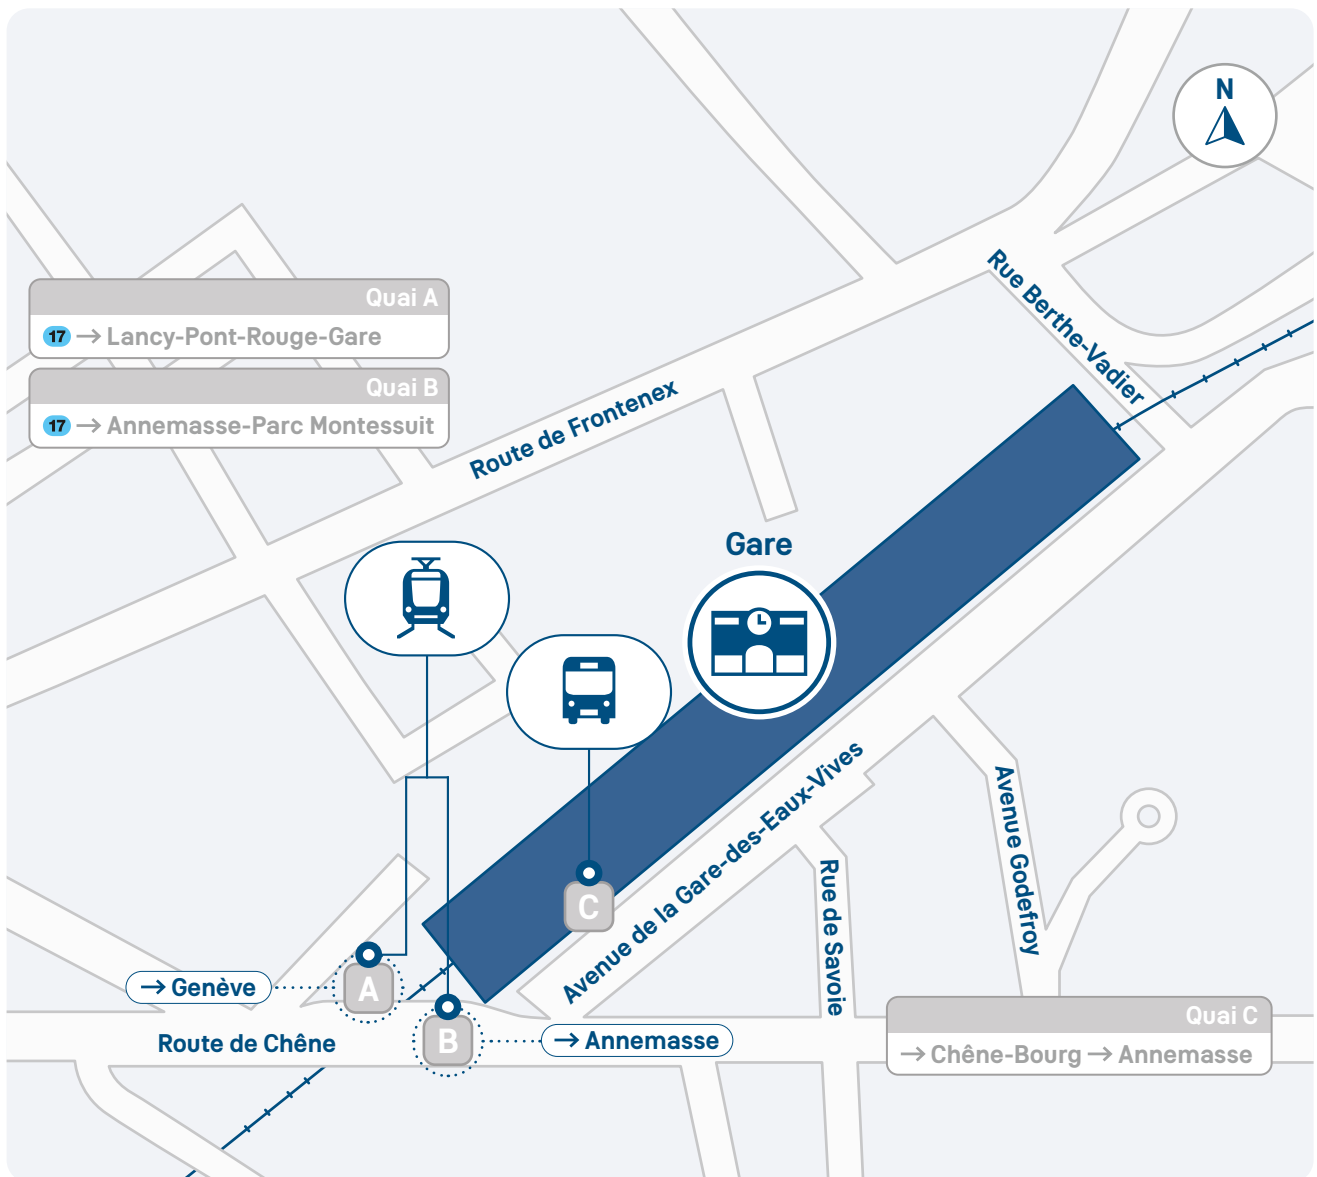 N
Rue Berthe-Vadier
Quai A
17 → Lancy-Pont-Rouge-Gare
Quai B
17 → Annemasse-Parc Montessuit
Route de Frontenex
Gare
Avenue de la Gare-des-Eaux-Vives
Avenue Godefroy
Rue de Savoie
C
A
→ Genève
B
→ Annemasse
Route de Chêne
Quai C
→ Chêne-Bourg → Annemasse